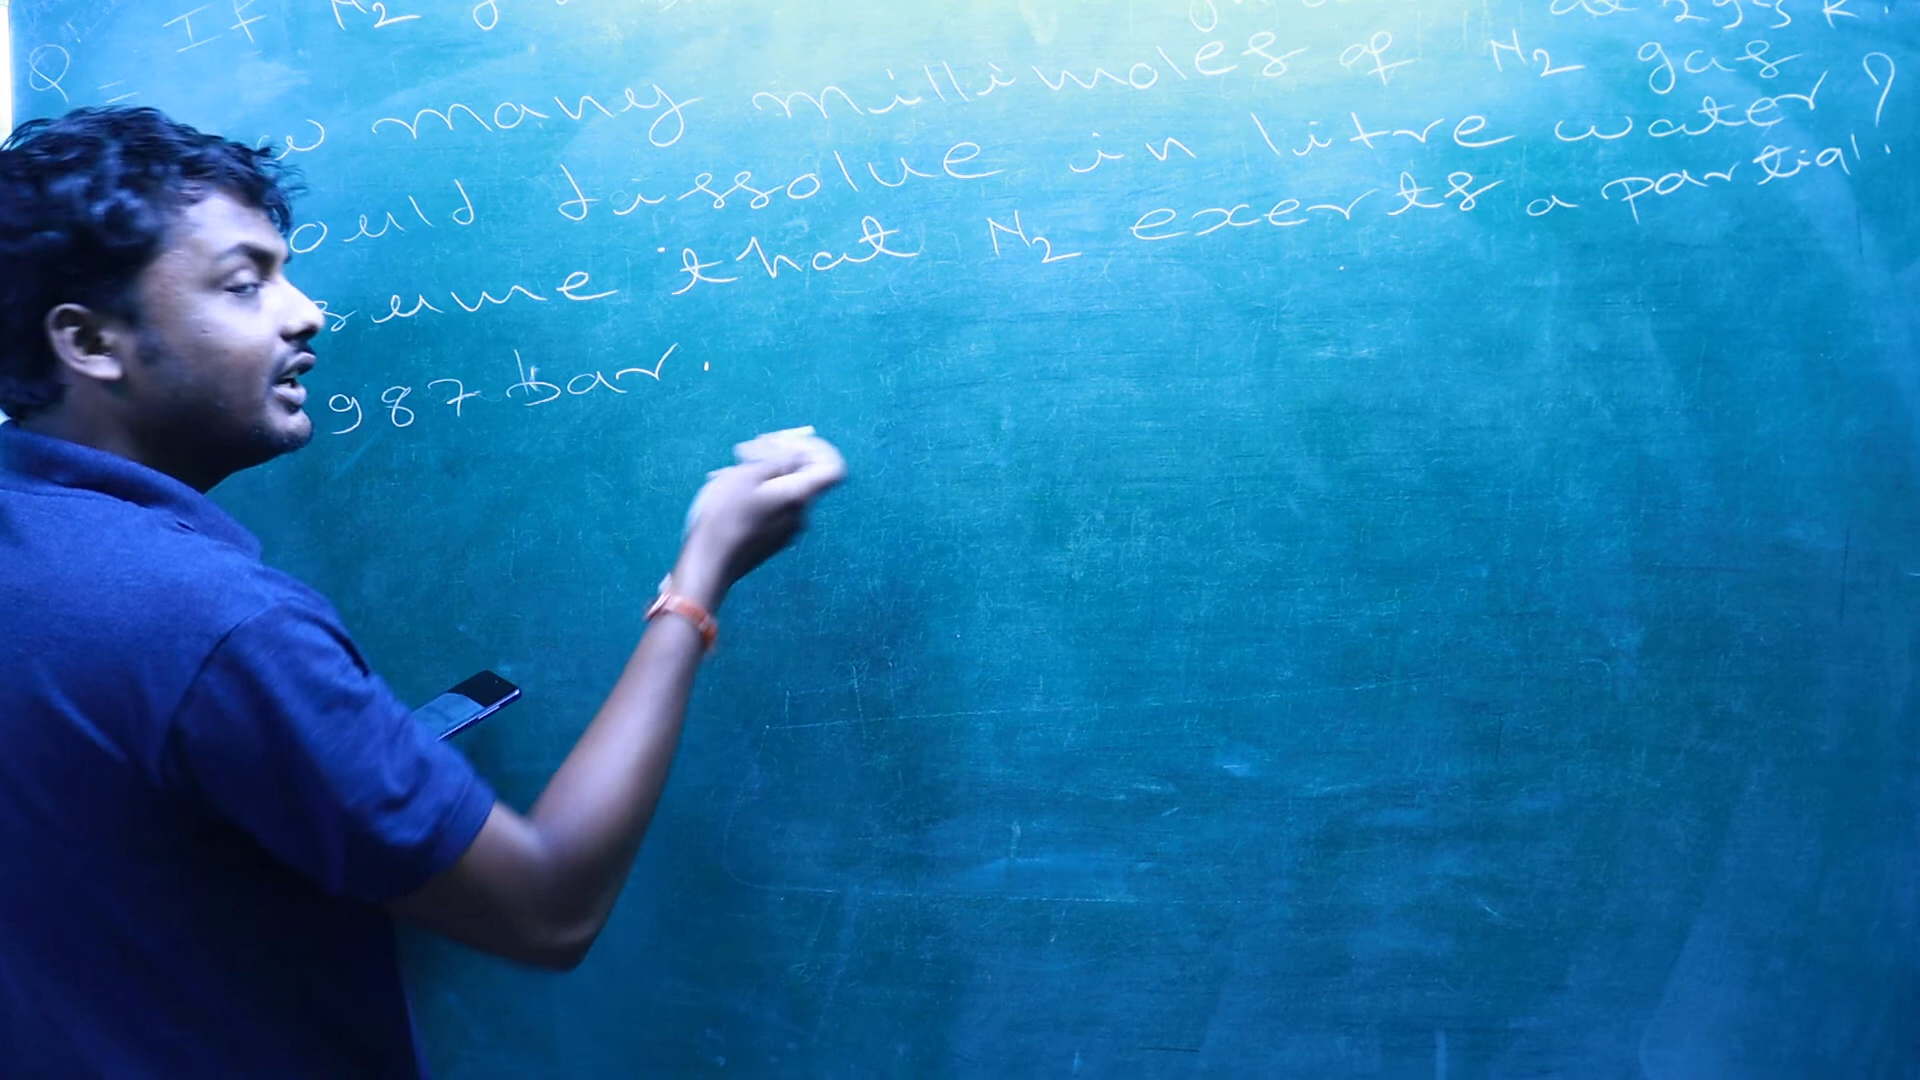 Q. If N2 g at 293 K.
w many millimoles of N2 gas
ould dissolve in litre water ?
sume that N2 exerts a partial
987 bar.